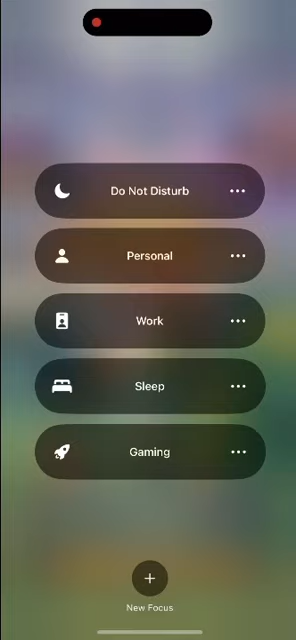 Do Not Disturb
Personal
Work
Sleep
Gaming
New Focus